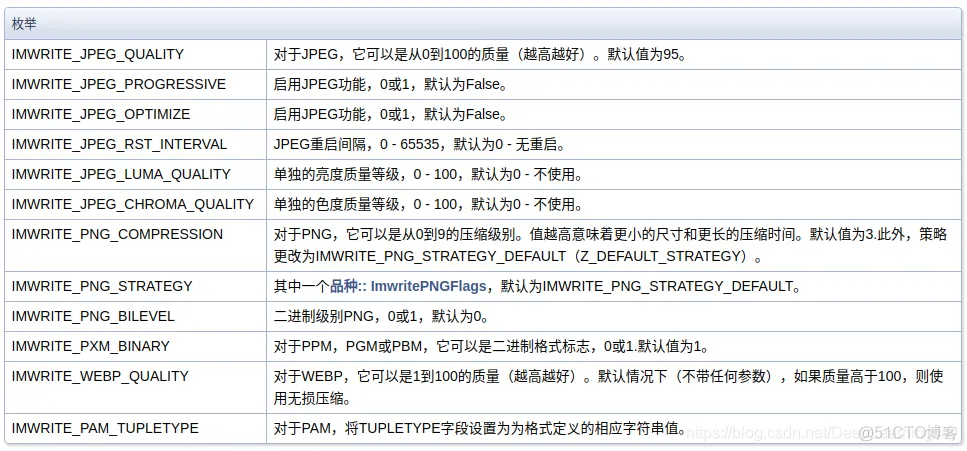 枚举
IMWRITE_JPEG_QUALITY 对于JPEG，它可以是从0到100的质量（越高越好）。默认值为95。
IMWRITE_JPEG_PROGRESSIVE 启用JPEG功能，0或1，默认为False。
IMWRITE_JPEG_OPTIMIZE 启用JPEG功能，0或1，默认为False。
IMWRITE_JPEG_RST_INTERVAL JPEG重启间隔，0 - 65535，默认为0 - 无重启。
IMWRITE_JPEG_LUMA_QUALITY 单独的亮度质量等级，0 - 100，默认为0 - 不使用。
IMWRITE_JPEG_CHROMA_QUALITY 单独的色度质量等级，0 - 100，默认为0 - 不使用。
IMWRITE_PNG_COMPRESSION 对于PNG，它可以是从0到9的压缩级别。值越高意味着更小的尺寸和更长的压缩时间。默认值为3.此外，策略
更改为IMWRITE_PNG_STRATEGY_DEFAULT（Z_DEFAULT_STRATEGY）。
IMWRITE_PNG_STRATEGY 其中一个品种:: ImwritePNGFlags，默认为IMWRITE_PNG_STRATEGY_DEFAULT。
IMWRITE_PNG_BILEVEL 二进制级别PNG，0或1，默认为0。
IMWRITE_PXM_BINARY 对于PPM，PGM或PBM，它可以是二进制格式标志，0或1.默认值为1。
IMWRITE_WEBP_QUALITY 对于WEBP，它可以是1到100的质量（越高越好）。默认情况下（不带任何参数），如果质量高于100，则使
用无损压缩。
IMWRITE_PAM_TUPLETYPE 对于PAM，将TUPLETYPE字段设置为为格式定义的相应字符串值。
@51CTO博客